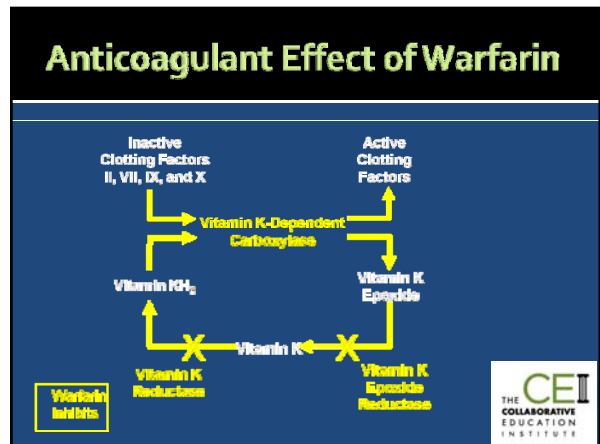 Anticoagulant Effect of Warfarin
Inactive
Clotting Factors
II, VII, IX, and X
Active
Clotting
Factors
Vitamin K-Dependent
Carboxylase
Vitamin KH₂
Vitamin K
Epoxide
Vitamin K
Vitamin K
Reductase
Vitamin K
Epoxide
Reductase
Warfarin
Inhibits
THE CEI
COLLABORATIVE
EDUCATION
INSTITUTE